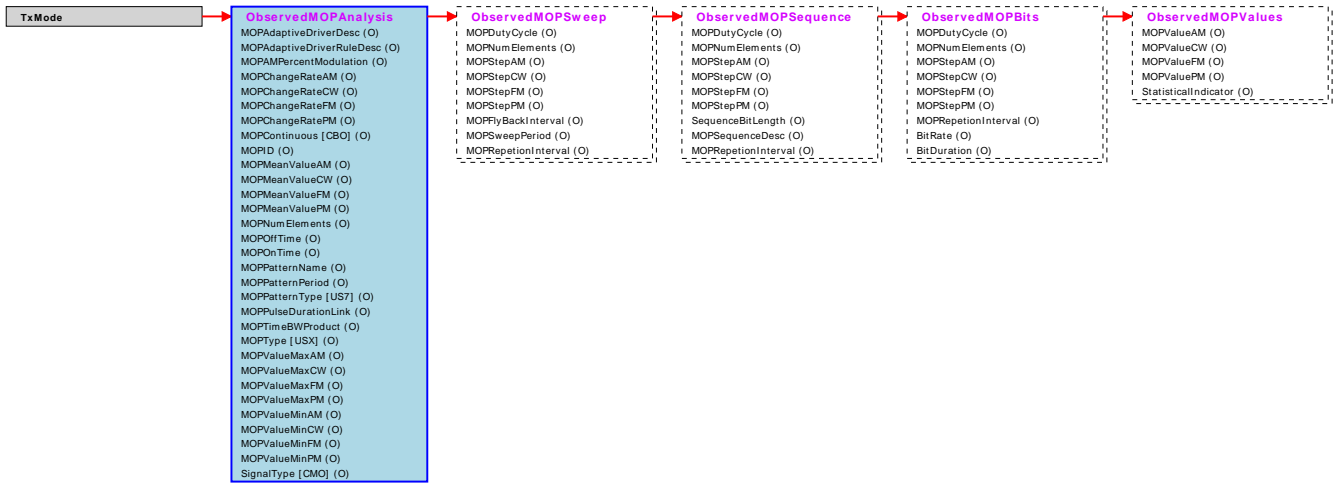 TxMode
ObservedMOPAnalysis
MOPAdaptiveDriverDesc (O)
MOPAdaptiveDriverRuleDesc (O)
MOPAMPercentModulation (O)
MOPChangeRateAM (O)
MOPChangeRateCW (O)
MOPChangeRateFM (O)
MOPChangeRatePM (O)
MOPContinuous [CBO] (O)
MOPID (O)
MOPMeanValueAM (O)
MOPMeanValueCW (O)
MOPMeanValueFM (O)
MOPMeanValuePM (O)
MOPNumElements (O)
MOPOffTime (O)
MOPOnTime (O)
MOPPatternName (O)
MOPPatternPeriod (O)
MOPPatternType [US7] (O)
MOPPulseDurationLink (O)
MOPTimeBWProduct (O)
MOPType [USX] (O)
MOPValueMaxAM (O)
MOPValueMaxCW (O)
MOPValueMaxFM (O)
MOPValueMaxPM (O)
MOPValueMinAM (O)
MOPValueMinCW (O)
MOPValueMinFM (O)
MOPValueMinPM (O)
SignalType [CMO] (O)
ObservedMOPSweep
MOPDutyCycle (O)
MOPNumElements (O)
MOPStepAM (O)
MOPStepCW (O)
MOPStepFM (O)
MOPStepPM (O)
MOPFlyBackInterval (O)
MOPSweepPeriod (O)
MOPRepetionInterval (O)
ObservedMOPSequence
MOPDutyCycle (O)
MOPNumElements (O)
MOPStepAM (O)
MOPStepCW (O)
MOPStepFM (O)
MOPStepPM (O)
SequenceBitLength (O)
MOPSequenceDesc (O)
MOPRepetionInterval (O)
ObservedMOPBits
MOPDutyCycle (O)
MOPNumElements (O)
MOPStepAM (O)
MOPStepCW (O)
MOPStepFM (O)
MOPStepPM (O)
MOPRepetionInterval (O)
BitRate (O)
BitDuration (O)
ObservedMOPValues
MOPValueAM (O)
MOPValueCW (O)
MOPValueFM (O)
MOPValuePM (O)
StatisticalIndicator (O)